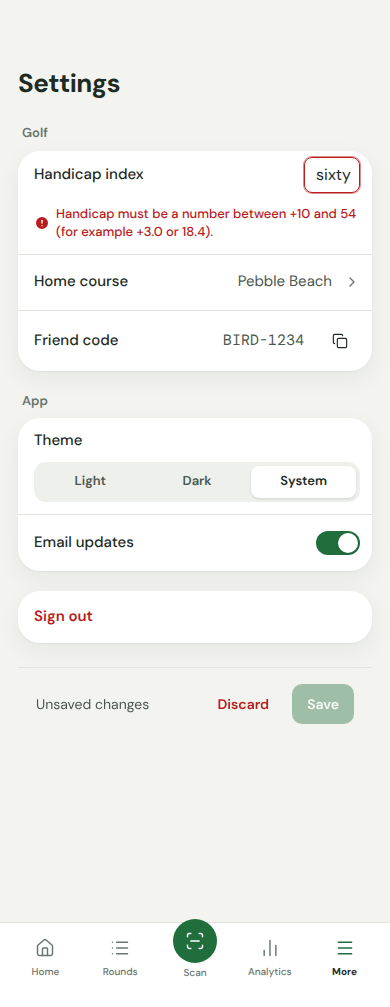 Settings
Golf
Handicap index
sixty
Handicap must be a number between +10 and 54
(for example +3.0 or 18.4).
Home course
Pebble Beach
Friend code
BIRD-1234
App
Theme
Light
Dark
System
Email updates
Sign out
Unsaved changes
Discard
Save
Home
Rounds
Scan
Analytics
More